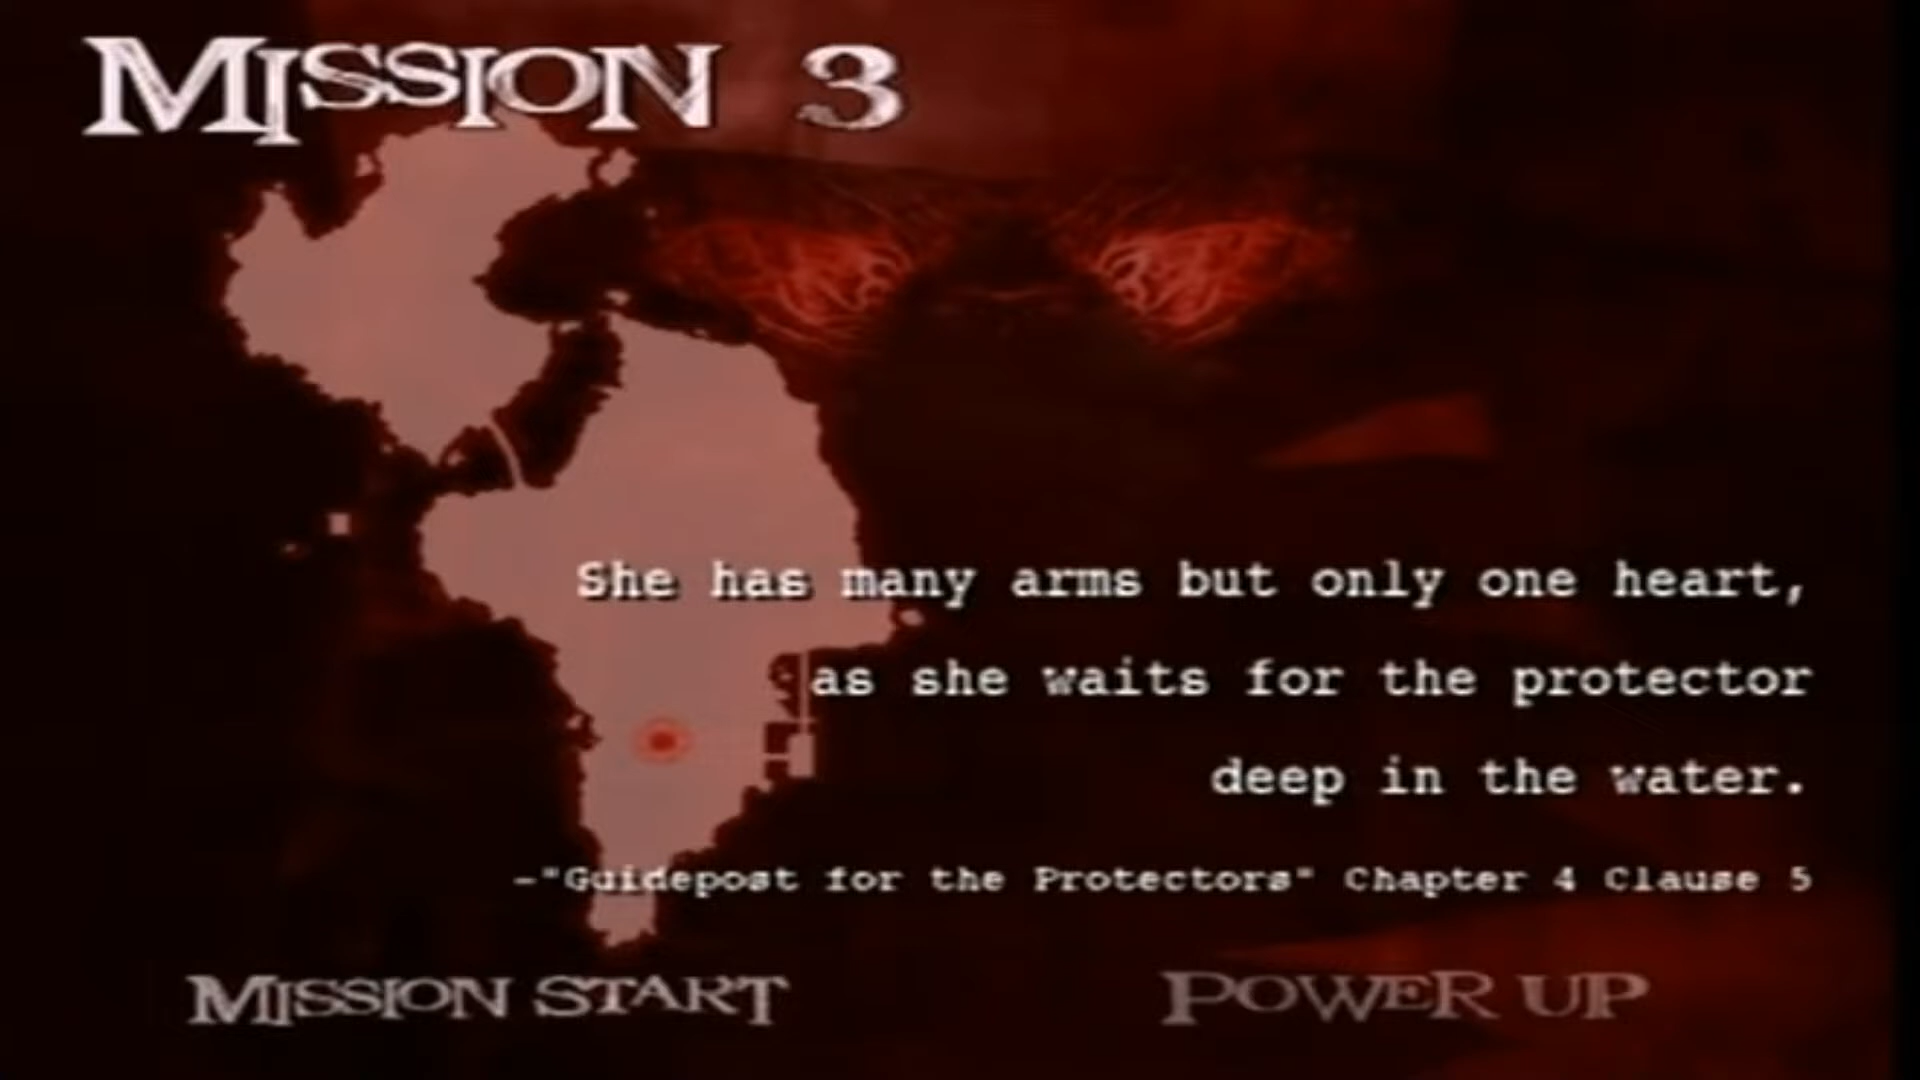 MISSION 3
She has many arms but only one heart,
as she waits for the protector
deep in the water.
-"Guidepost for the Protectors" Chapter 4 Clause 5
MISSION START
POWER UP